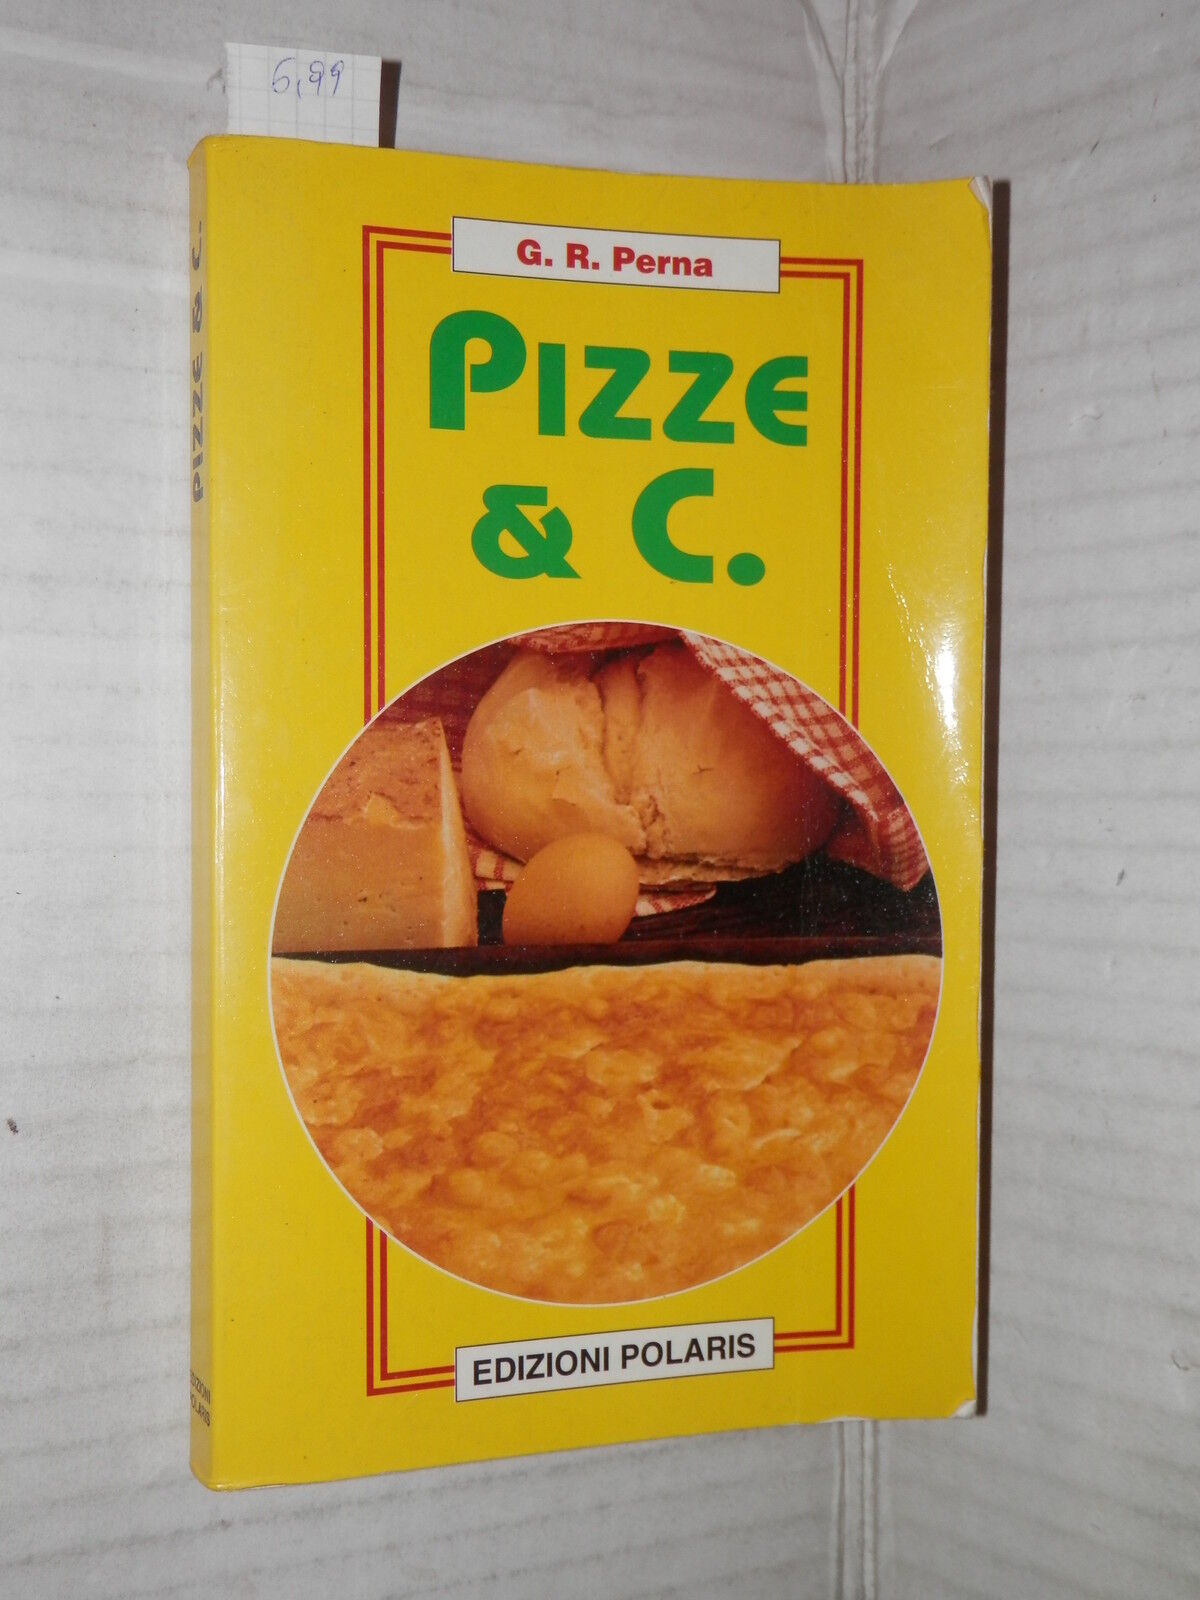 6,99
G. R. Perna
PIZZE
& C.
EDIZIONI POLARIS
PIZZE & C.
EDIZIONI
POLARIS